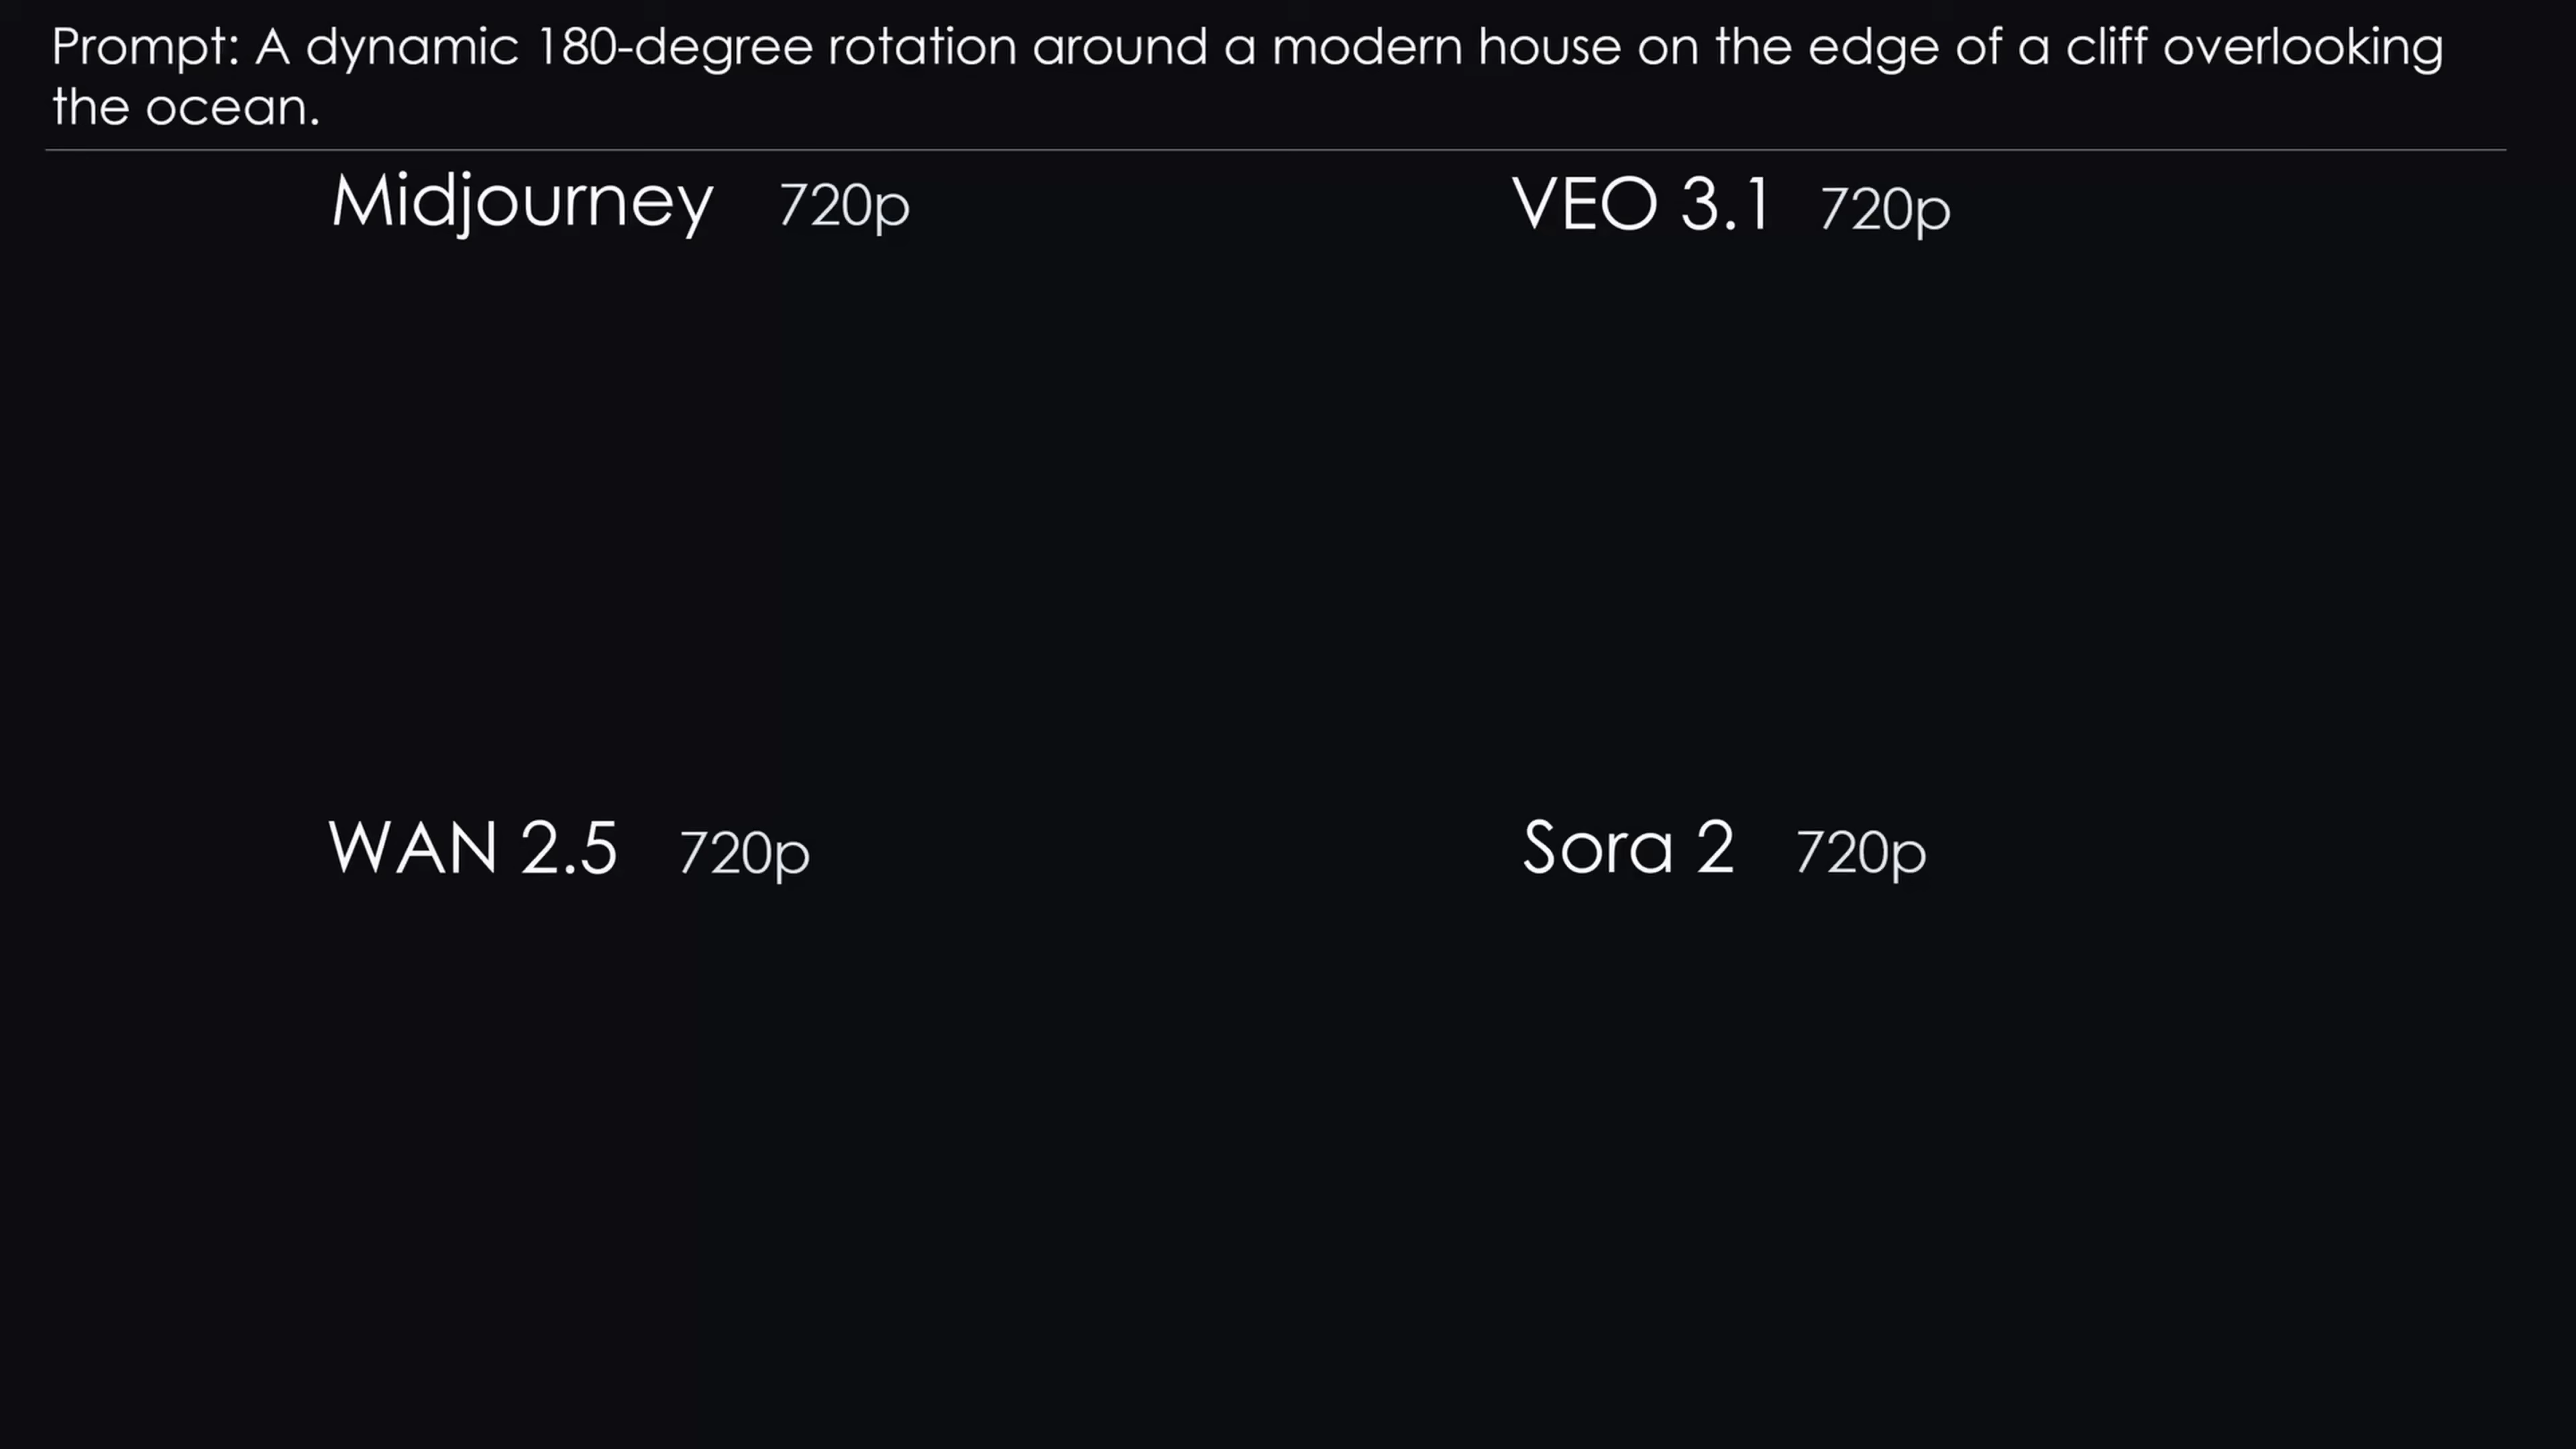 Prompt: A dynamic 180-degree rotation around a modern house on the edge of a cliff overlooking
the ocean.
Midjourney 720p
VEO 3.1 720p
WAN 2.5 720p
Sora 2 720p